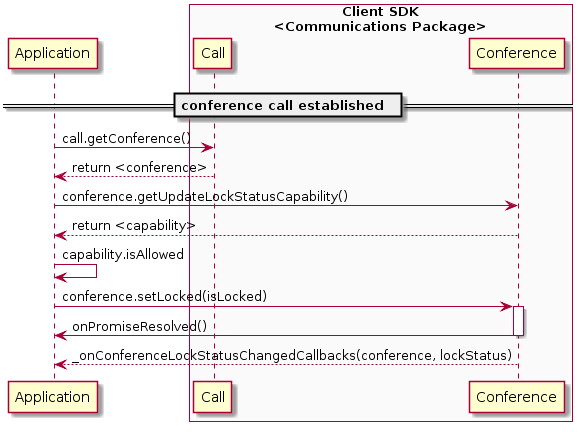 Client SDK
<Communications Package>
Application
Call
Conference
conference call established
call.getConference()
return <conference>
conference.getUpdateLockStatusCapability()
return <capability>
capability.isAllowed
conference.setLocked(isLocked)
onPromiseResolved()
_onConferenceLockStatusChangedCallbacks(conference, lockStatus)
Application
Call
Conference